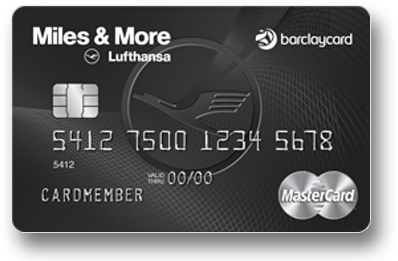 Miles & More
Lufthansa
barclaycard
5412 7500 1234 5678
5412
VALID
THRU
00/00
CARDMEMBER
MasterCard